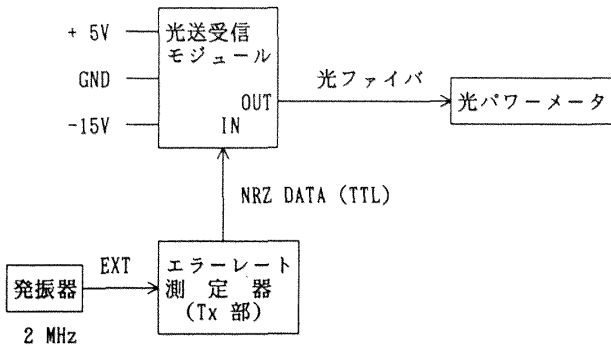 + 5V
GND
-15V
光送受信
モジュール
OUT
IN
光ファイバ
光パワーメータ
NRZ DATA (TTL)
発振器
2 MHz
EXT
エラーレート
測 定 器
(Tx 部)